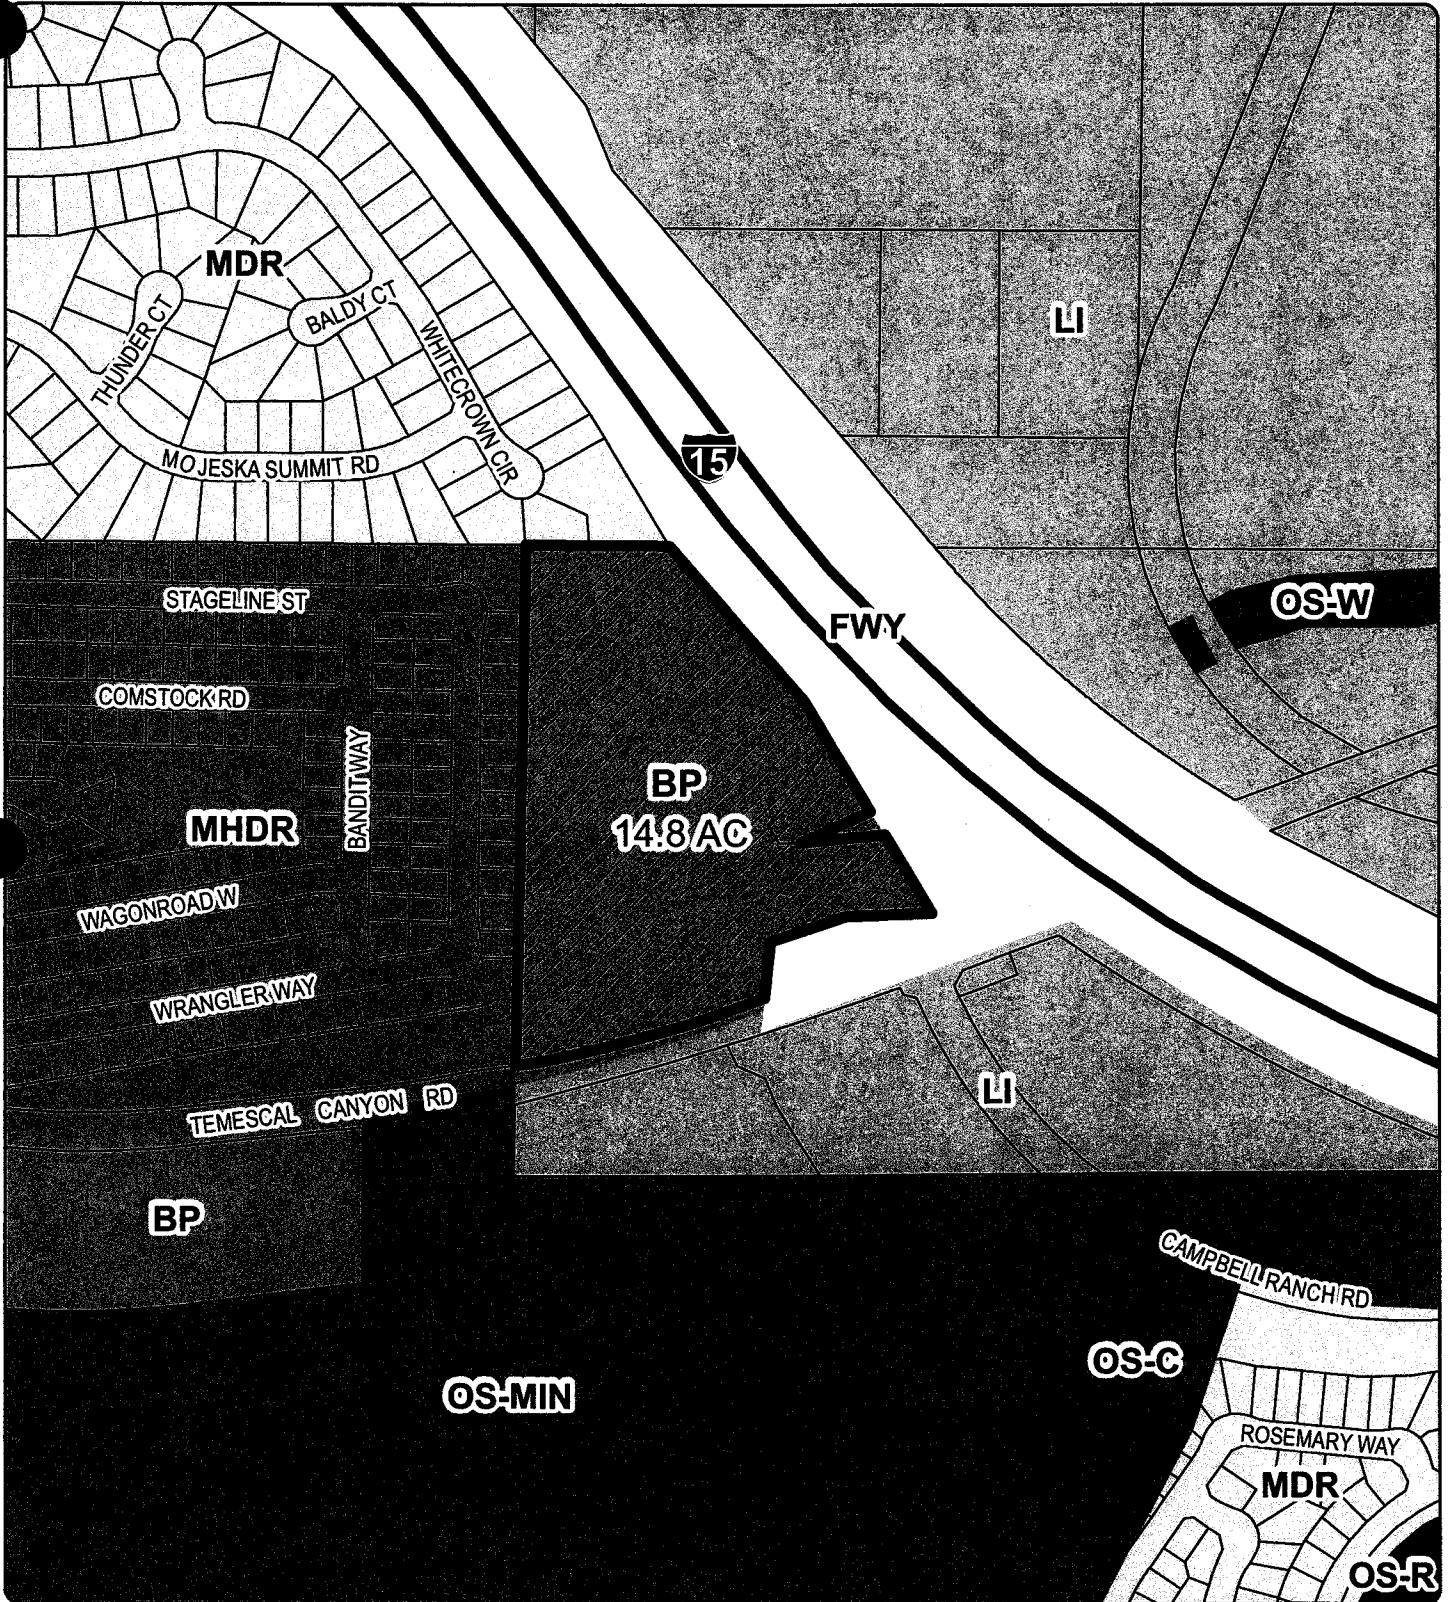 MDR
BALDY CT
THUNDER CT
WHITECROWN CIR
LI
MOJESKA SUMMIT RD
15
STAGELINE ST
OS-W
FWY
COMSTOCK RD
BANDIT WAY
BP
14.8 AC
MHDR
WAGONROAD W
WRANGLER WAY
LI
TEMESCAL CANYON RD
BP
CAMPBELL RANCH RD
OS-C
OS-MIN
ROSEMARY WAY
MDR
OS-R